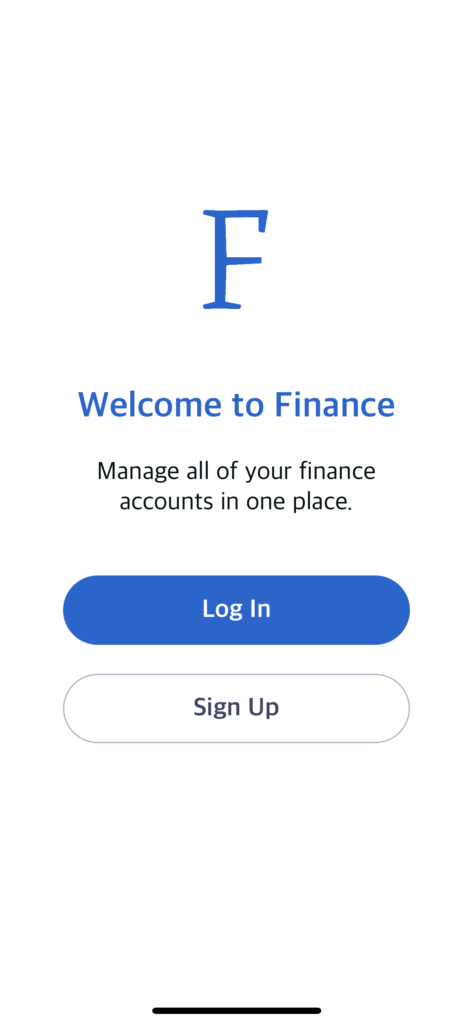 F
Welcome to Finance
Manage all of your finance
accounts in one place.
Log In
Sign Up